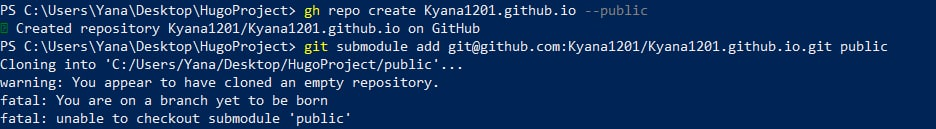 PS C:\Users\Yana\Desktop\HugoProject> gh repo create Kyana1201.github.io --public
Created repository Kyana1201/Kyana1201.github.io on GitHub
PS C:\Users\Yana\Desktop\HugoProject> git submodule add git@github.com:Kyana1201/Kyana1201.github.io.git public
Cloning into 'C:/Users/Yana/Desktop/HugoProject/public'...
warning: You appear to have cloned an empty repository.
fatal: You are on a branch yet to be born
fatal: unable to checkout submodule 'public'